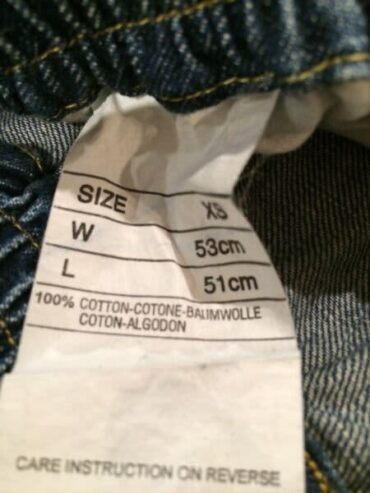 SIZE XS
W 53cm
L 51cm
100% COTTON-COTONE-BAUMWOLLE
COTON-ALGODON
CARE INSTRUCTION ON REVERSE